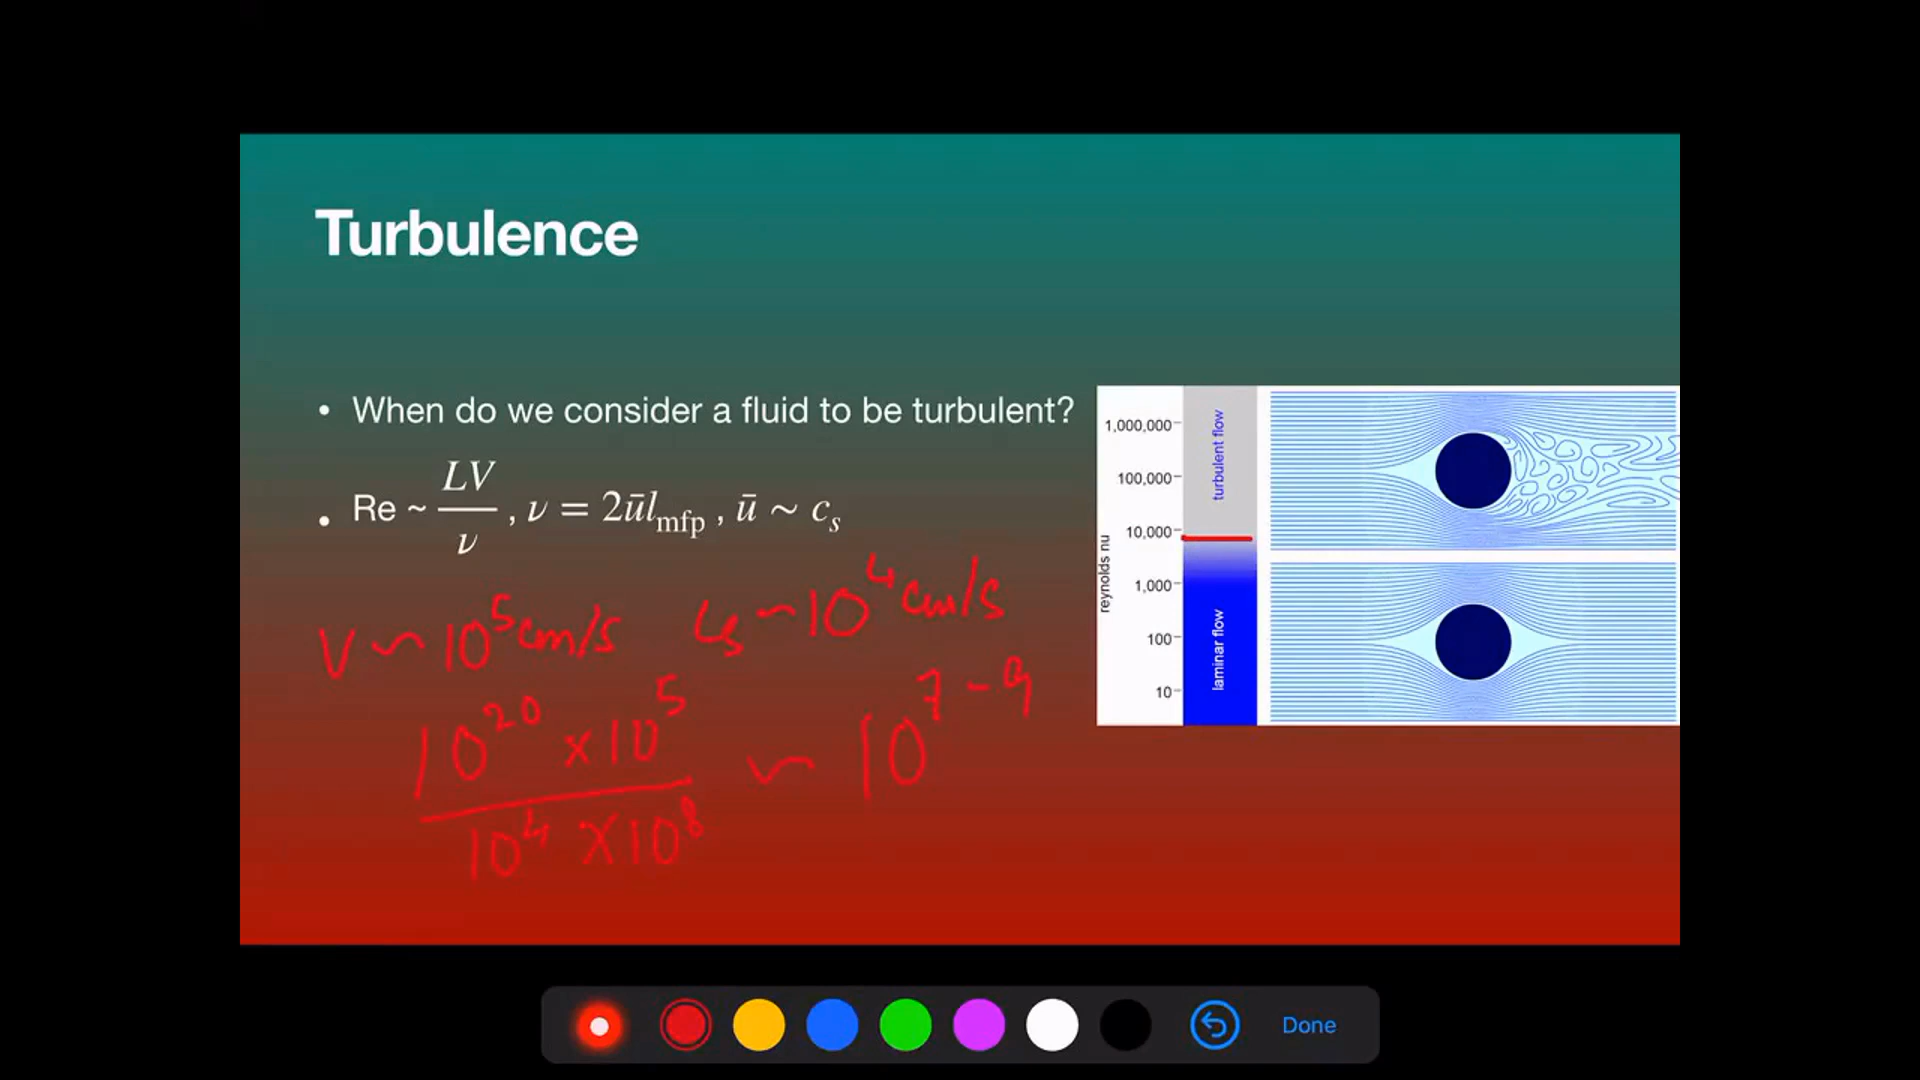 Turbulence
• When do we consider a fluid to be turbulent?
• Re ~ LV/ν , ν = 2ūl_mfp , ū ∼ c_s
V ~ 10^5 cm/s   c_s ~ 10^4 cm/s
10^20 × 10^5 / 10^4 × 10^8 ~ 10^7-9
reynolds nu
1,000,000
100,000
10,000
1,000
100
10
turbulent flow
laminar flow
Done